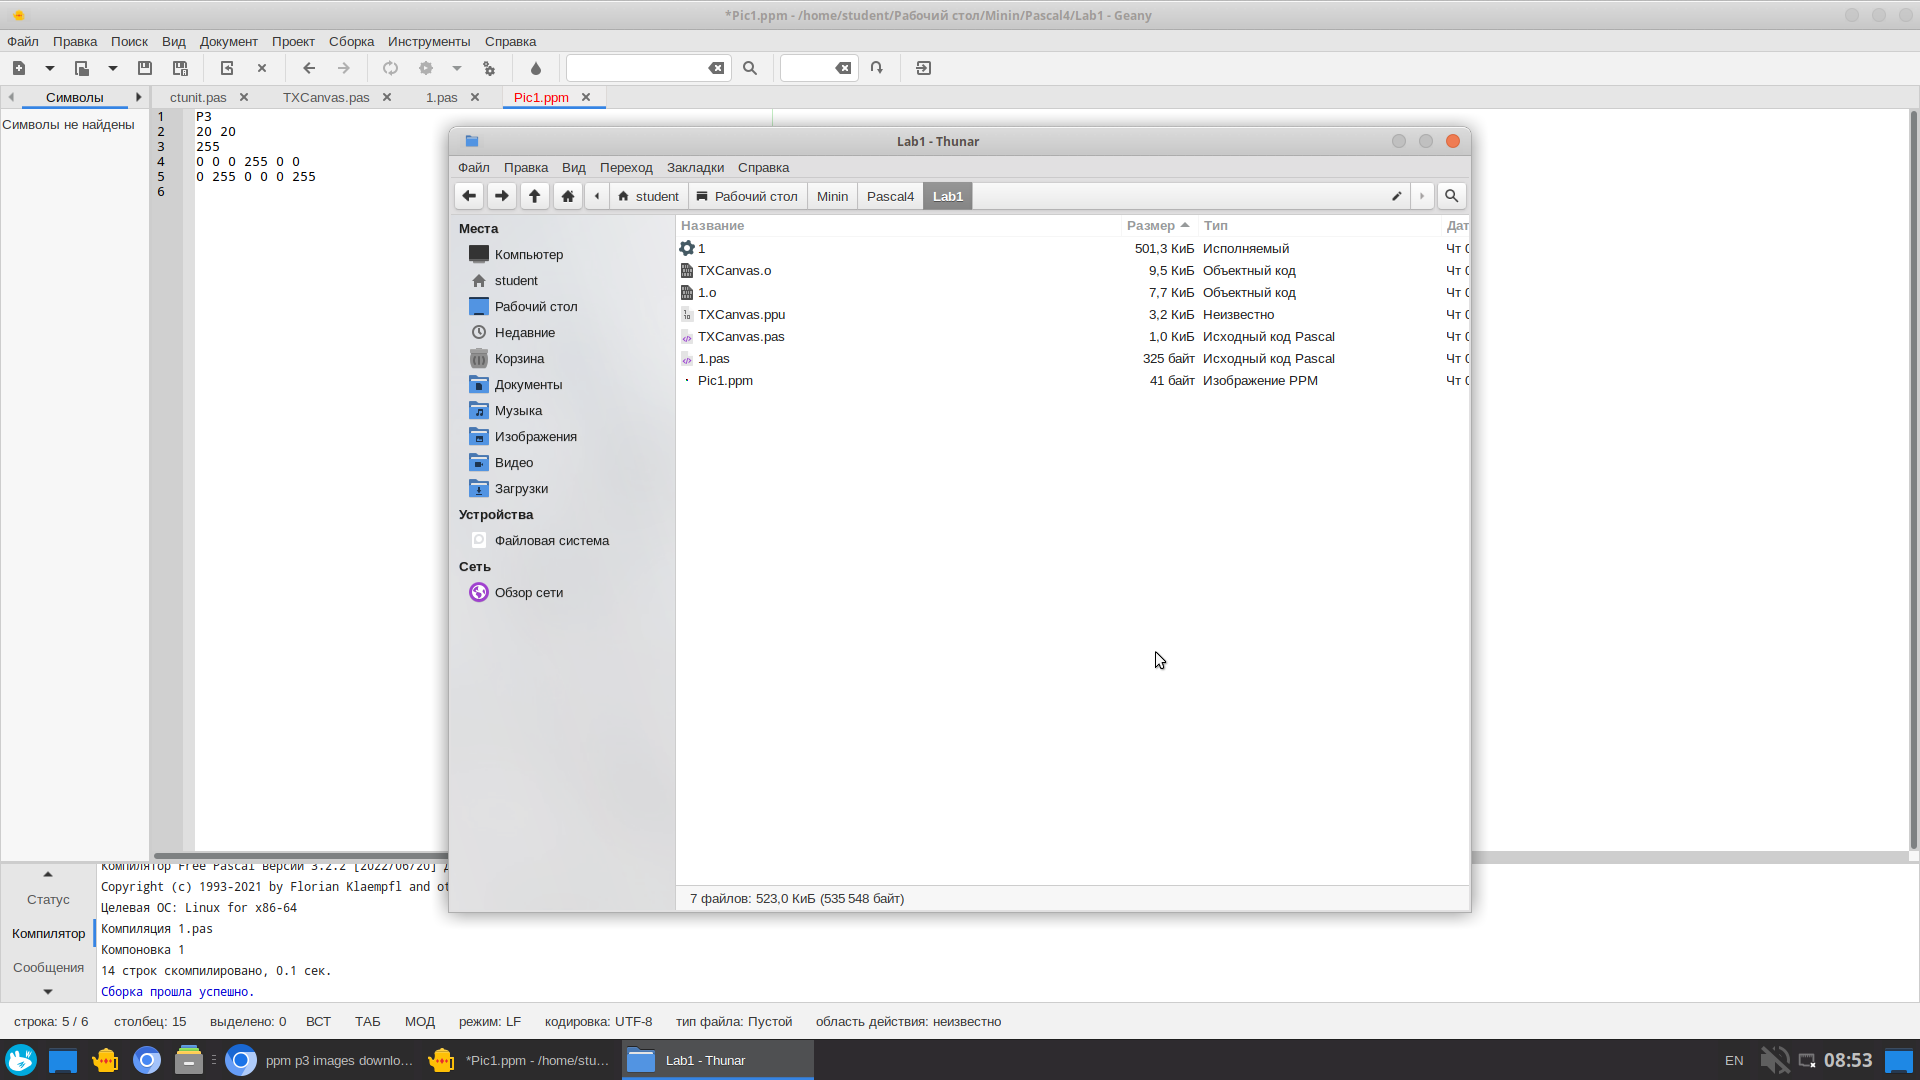 *Pic1.ppm - /home/student/Рабочий стол/Minin/Pascal4/Lab1 - Geany
Файл Правка Поиск Вид Документ Проект Сборка Инструменты Справка
Символы ctunit.pas TXCanvas.pas 1.pas Pic1.ppm
Символы не найдены
1 P3
2 20 20
3 255
4 0 0 0 255 0 0
5 0 255 0 0 0 255
6
Lab1 - Thunar
Файл Правка Вид Переход Закладки Справка
student Рабочий стол Minin Pascal4 Lab1
Места
Компьютер
student
Рабочий стол
Недавние
Корзина
Документы
Музыка
Изображения
Видео
Загрузки
Устройства
Файловая система
Сеть
Обзор сети
Название Размер Тип Дат
1 501,3 КиБ Исполняемый Чт 0
TXCanvas.o 9,5 КиБ Объектный код Чт 0
1.o 7,7 КиБ Объектный код Чт 0
TXCanvas.ppu 3,2 КиБ Неизвестно Чт 0
TXCanvas.pas 1,0 КиБ Исходный код Pascal Чт 0
1.pas 325 байт Исходный код Pascal Чт 0
Pic1.ppm 41 байт Изображение PPM Чт 0
7 файлов: 523,0 КиБ (535 548 байт)
Статус
Компилятор
Сообщения
Компилятор Free Pascal версии 3.2.2 [2022/06/20] д
Copyright (c) 1993-2021 by Florian Klaempfl and ot
Целевая ОС: Linux for x86-64
Компиляция 1.pas
Компоновка 1
14 строк скомпилировано, 0.1 сек.
Сборка прошла успешно.
строка: 5 / 6 столбец: 15 выделено: 0 ВСТ ТАБ МОД режим: LF кодировка: UTF-8 тип файла: Пустой область действия: неизвестно
ppm p3 images downlo... *Pic1.ppm - /home/stu... Lab1 - Thunar EN 08:53